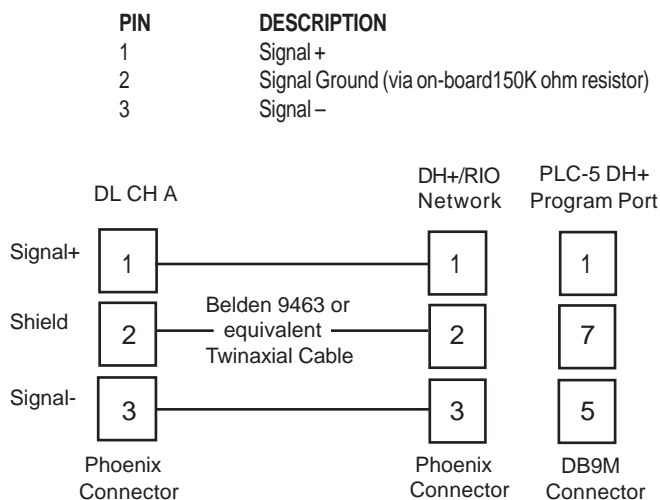 PIN DESCRIPTION
1 Signal +
2 Signal Ground (via on-board150K ohm resistor)
3 Signal –
DL CH A
DH+/RIO
Network
PLC-5 DH+
Program Port
Signal+ 1 1 1
Shield 2
Belden 9463 or
equivalent
Twinaxial Cable
2 7
Signal- 3 3 5
Phoenix
Connector
Phoenix
Connector
DB9M
Connector